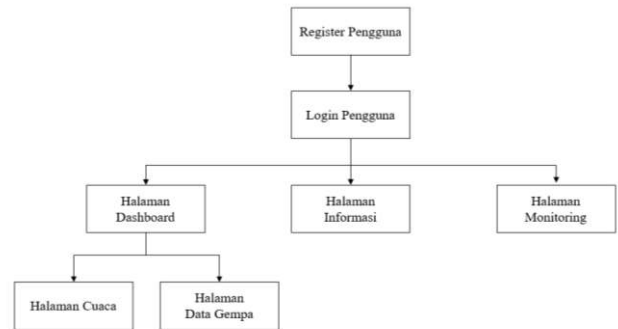 Register Pengguna
Login Pengguna
Halaman
Dashboard
Halaman
Informasi
Halaman
Monitoring
Halaman Cuaca
Halaman
Data Gempa